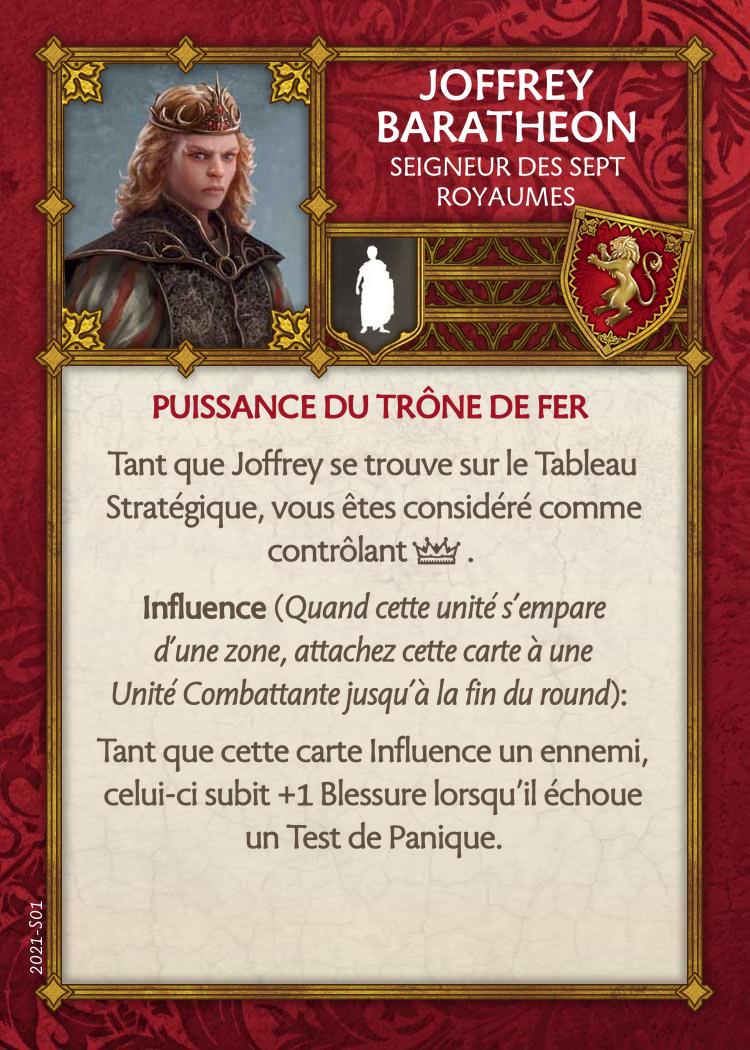 JOFFREY
BARATHEON
SEIGNEUR DES SEPT
ROYAUMES
PUISSANCE DU TRÔNE DE FER
Tant que Joffrey se trouve sur le Tableau
Stratégique, vous êtes considéré comme
contrôlant .
Influence (Quand cette unité s'empare
d'une zone, attachez cette carte à une
Unité Combattante jusqu'à la fin du round):
Tant que cette carte Influence un ennemi,
celui-ci subit +1 Blessure lorsqu'il échoue
un Test de Panique.
2021-S01